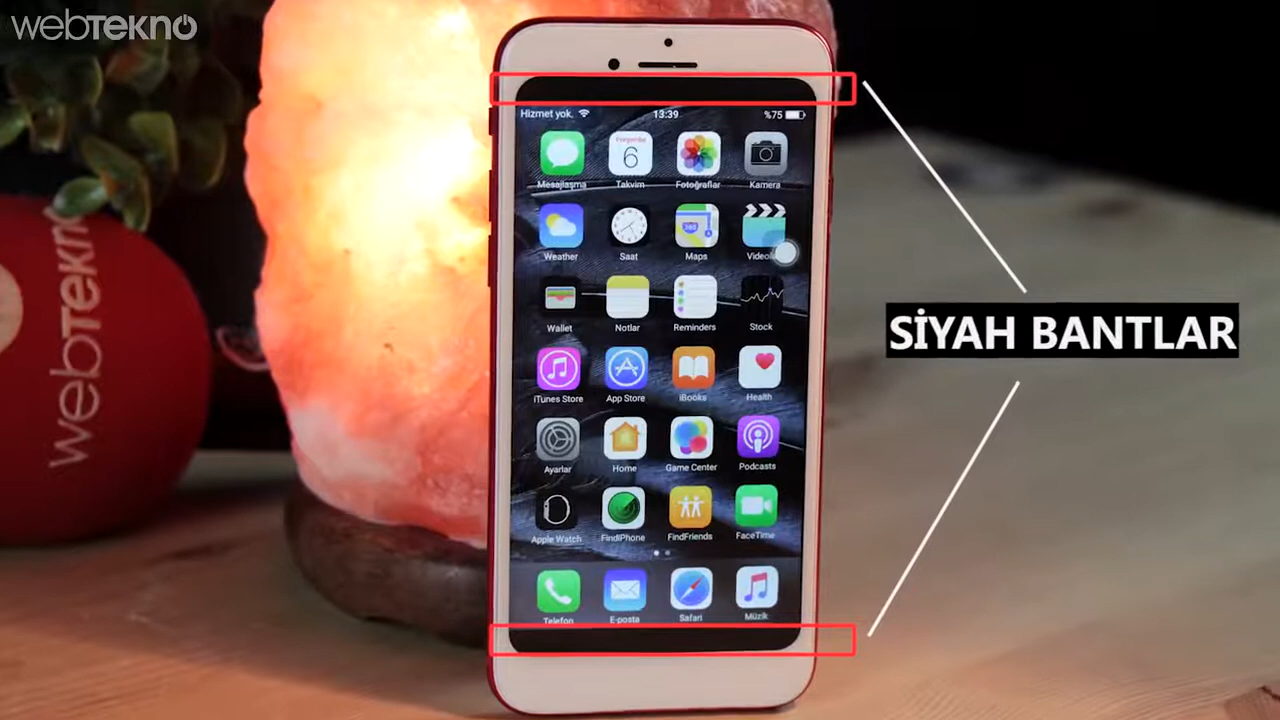 webTEKNO
Hizmet yok.
13:39
%75
Perşembe
6
Mesajlaşma
Takvim
Fotoğraflar
Kamera
Weather
Saat
280
Maps
Wallet
Notlar
Reminders
Stock
iTunes Store
App Store
iBooks
Health
Ayarlar
Home
Game Center
Podcasts
Apple Watch
FindiPhone
FindFriends
FaceTime
Telefon
E-posta
Safari
Müzik
SİYAH BANTLAR
webTEKNO